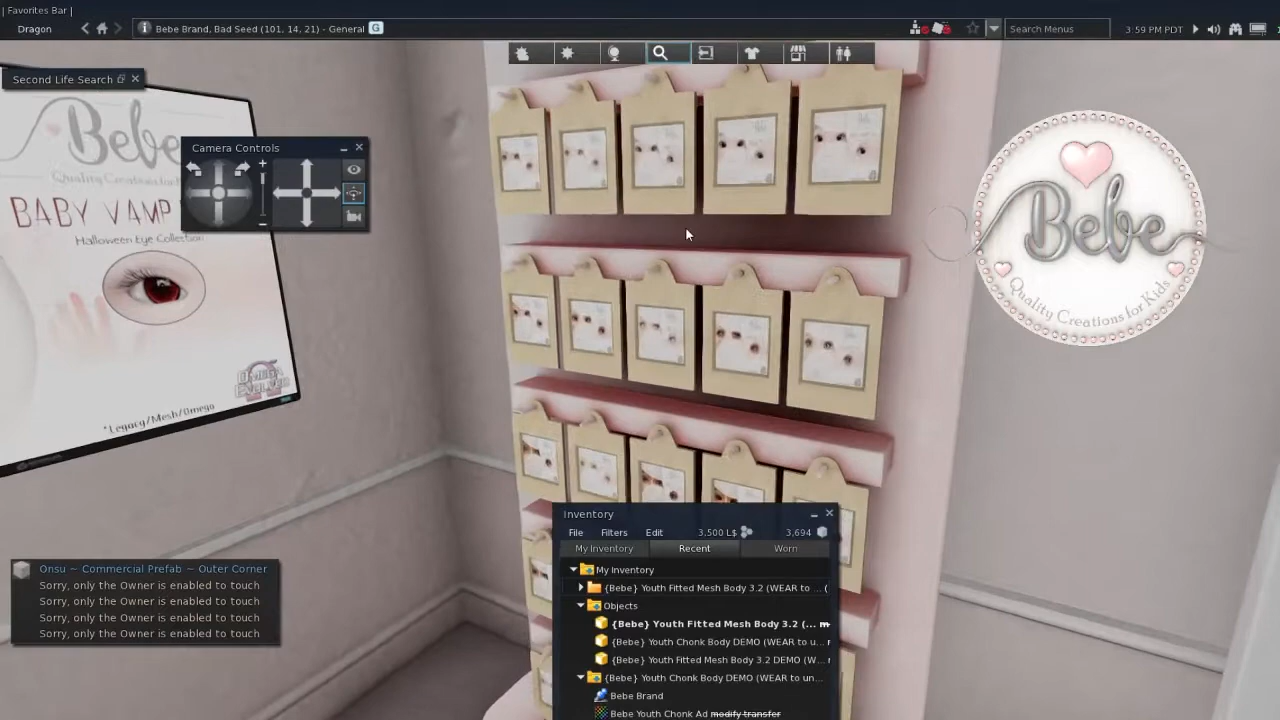 | Favorites Bar |
Dragon
Bebe Brand, Bad Seed (101, 14, 21) - General G
Search Menus
3:59 PM PDT
Second Life Search
Bebe
Quality Creations for Kids
BABY VAMP
Halloween Eye Collection
*Legacy/Mesh/Omega
Camera Controls
Bebe
Quality Creations for Kids
Onsu ~ Commercial Prefab ~ Outer Corner
Sorry, only the Owner is enabled to touch
Sorry, only the Owner is enabled to touch
Sorry, only the Owner is enabled to touch
Sorry, only the Owner is enabled to touch
Inventory
File Filters Edit 3,500 L$ 3,694
My Inventory Recent Worn
My Inventory
{Bebe} Youth Fitted Mesh Body 3.2 (WEAR to ... (
Objects
{Bebe} Youth Fitted Mesh Body 3.2 (...
{Bebe} Youth Chonk Body DEMO (WEAR to u...
{Bebe} Youth Fitted Mesh Body 3.2 DEMO (W...
{Bebe} Youth Chonk Body DEMO (WEAR to un...
Bebe Brand
Bebe Youth Chonk Ad modify transfer